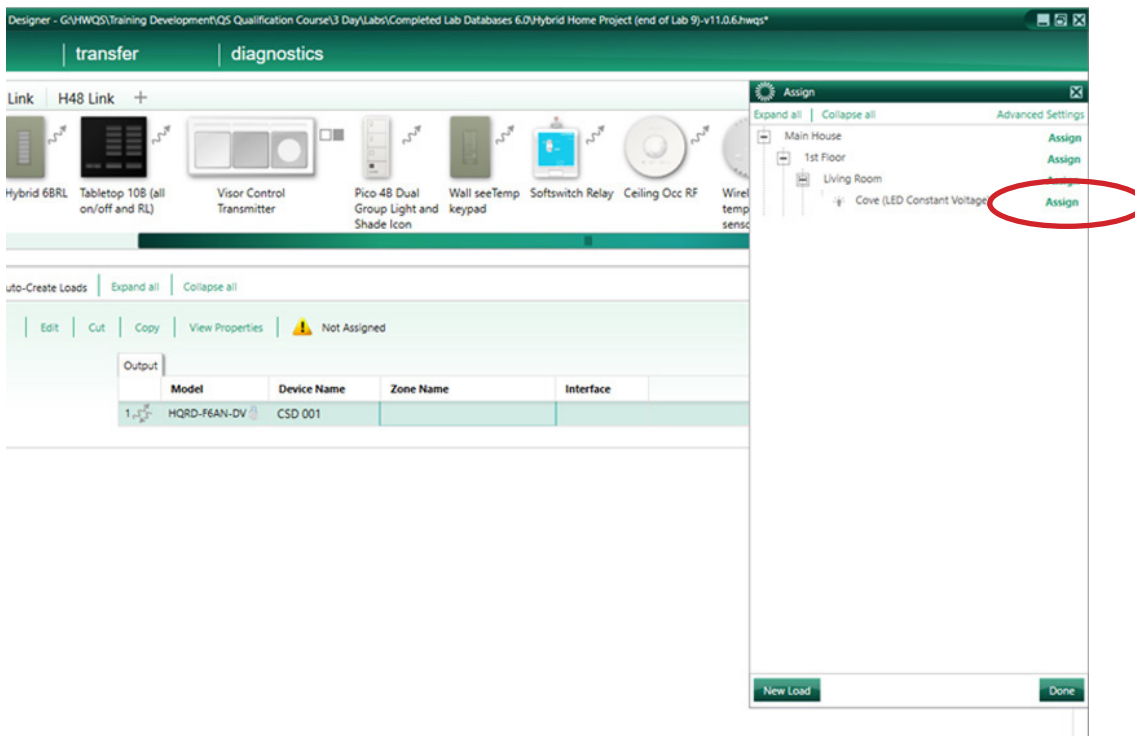 Designer - G:\HWQS\Training Development\QS Qualification Course\3 Day\Labs\Completed Lab Databases 6.0\Hybrid Home Project (end of Lab 9)-v11.0.6.hwqs*
transfer
diagnostics
Link H48 Link +
Hybrid 6BRL
Tabletop 10B (all
on/off and RL)
Visor Control
Transmitter
Pico 4B Dual
Group Light and
Shade Icon
Wall seeTemp
keypad
Softswitch Relay
Ceiling Occ RF
Wirel
temp
senso
uto-Create Loads Expand all Collapse all
Edit Cut Copy View Properties Not Assigned
Output
Model Device Name Zone Name Interface
1 HQRD-F6AN-DV CSD 001
Assign
Expand all Collapse all Advanced Settings
Main House Assign
1st Floor Assign
Living Room Assign
Cove (LED Constant Voltage Assign
New Load Done